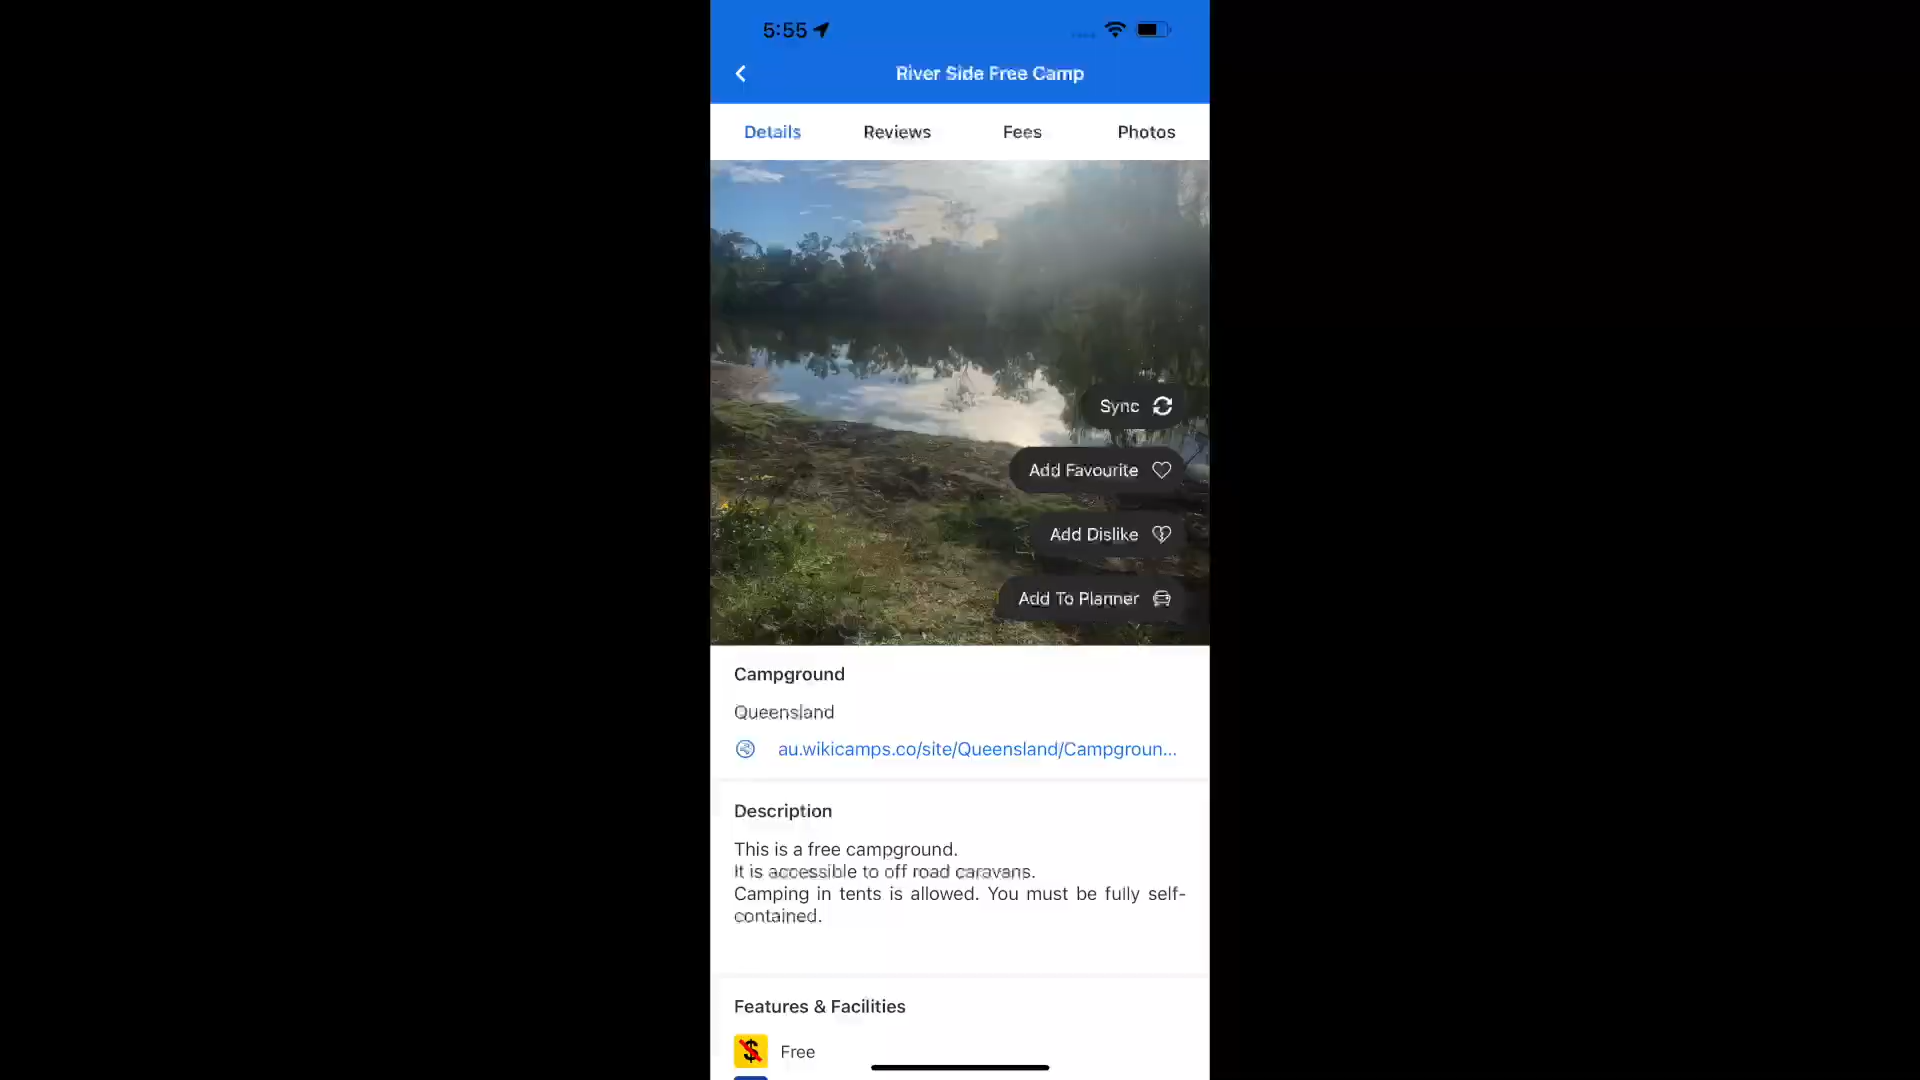 5:55
River Side Free Camp
Details Reviews Fees Photos
Sync
Add Favourite
Add Dislike
Add To Planner
Campground
Queensland
au.wikicamps.co/site/Queensland/Campgroun...
Description
This is a free campground.
It is accessible to off road caravans.
Camping in tents is allowed. You must be fully self-
contained.
Features & Facilities
$ Free